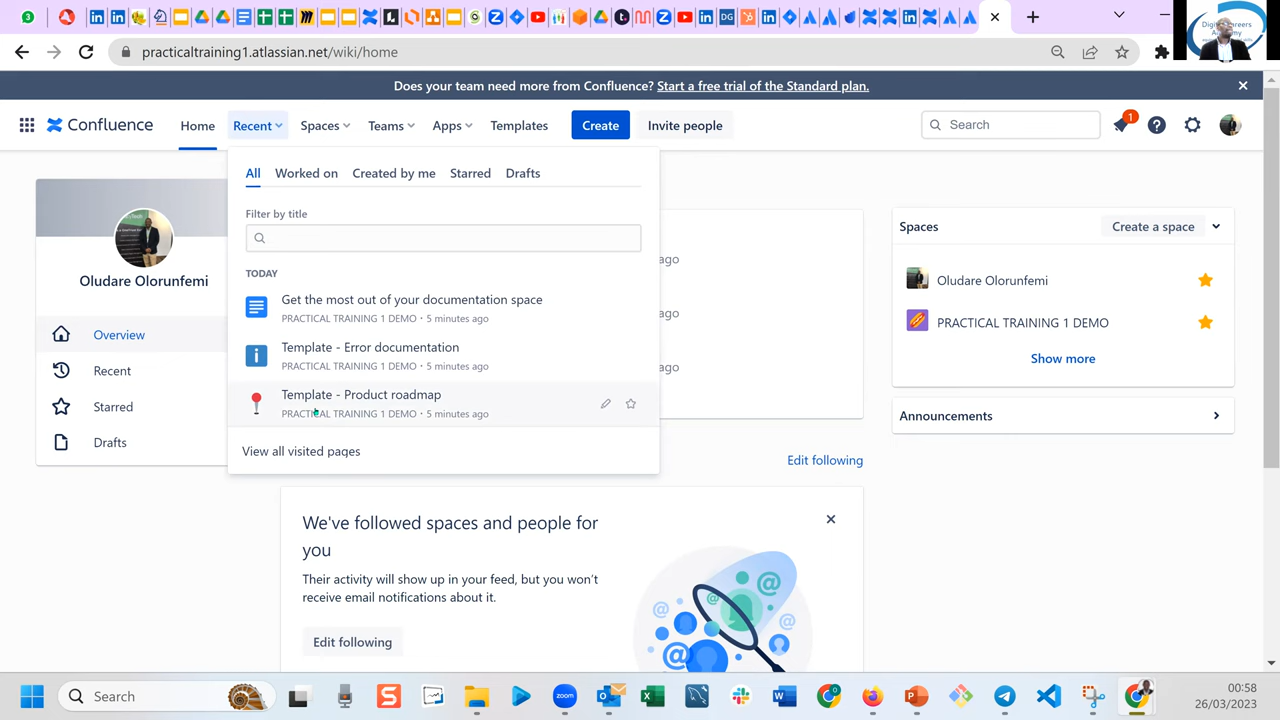 3
DG
practicaltraining1.atlassian.net/wiki/home
Does your team need more from Confluence? Start a free trial of the Standard plan.
Confluence
Home
Recent
Spaces
Teams
Apps
Templates
Create
Invite people
Search
1
All
Worked on
Created by me
Starred
Drafts
Filter by title
TODAY
Get the most out of your documentation space
PRACTICAL TRAINING 1 DEMO • 5 minutes ago
Template - Error documentation
PRACTICAL TRAINING 1 DEMO • 5 minutes ago
Template - Product roadmap
PRACTICAL TRAINING 1 DEMO • 5 minutes ago
View all visited pages
Oludare Olorunfemi
Overview
Recent
Starred
Drafts
ago
ago
ago
Edit following
Spaces
Create a space
Oludare Olorunfemi
PRACTICAL TRAINING 1 DEMO
Show more
Announcements
We've followed spaces and people for
you
Their activity will show up in your feed, but you won't
receive email notifications about it.
Edit following
Search
zoom
00:58
26/03/2023